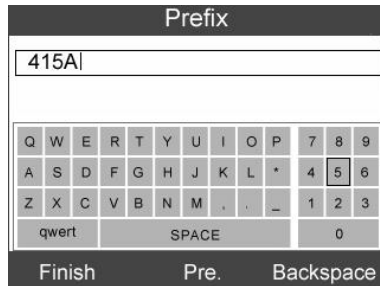 Prefix
415A
Q W E R T Y U I O P 7 8 9
A S D F G H J K L * 4 5 6
Z X C V B N M , . _ 1 2 3
qwert SPACE 0
Finish Pre. Backspace